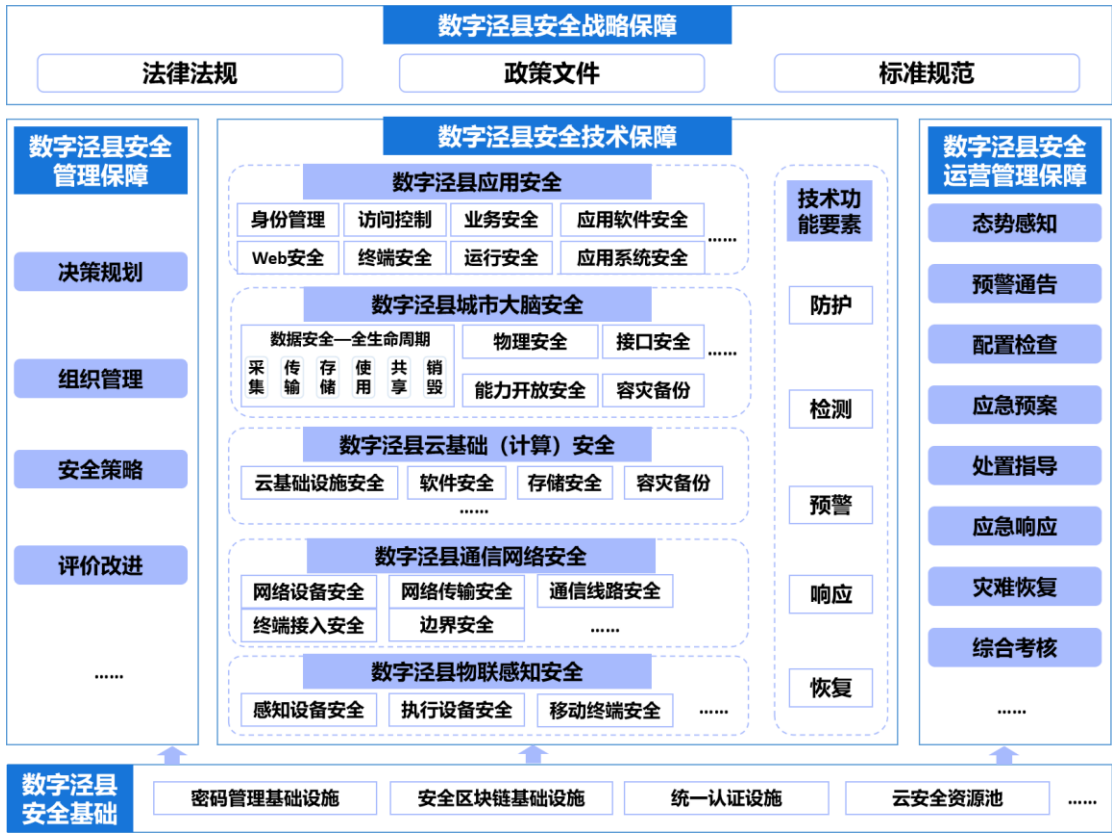 数字泾县安全战略保障
法律法规
政策文件
标准规范
数字泾县安全
管理保障
决策规划
组织管理
安全策略
评价改进
……
数字泾县安全技术保障
数字泾县应用安全
身份管理 访问控制 业务安全 应用软件安全
……
Web安全 终端安全 运行安全 应用系统安全
数字泾县城市大脑安全
数据安全—全生命周期
采集 传输 存储 使用 共享 销毁
物理安全 接口安全
……
能力开放安全 容灾备份
数字泾县云基础（计算）安全
云基础设施安全 软件安全 存储安全 容灾备份
……
数字泾县通信网络安全
网络设备安全 网络传输安全 通信线路安全
终端接入安全 边界安全 ……
数字泾县物联感知安全
感知设备安全 执行设备安全 移动终端安全 ……
技术功
能要素
防护
检测
预警
响应
恢复
数字泾县安全
运营管理保障
态势感知
预警通告
配置检查
应急预案
处置指导
应急响应
灾难恢复
综合考核
……
数字泾县
安全基础
密码管理基础设施 安全区块链基础设施 统一认证设施 云安全资源池 ……